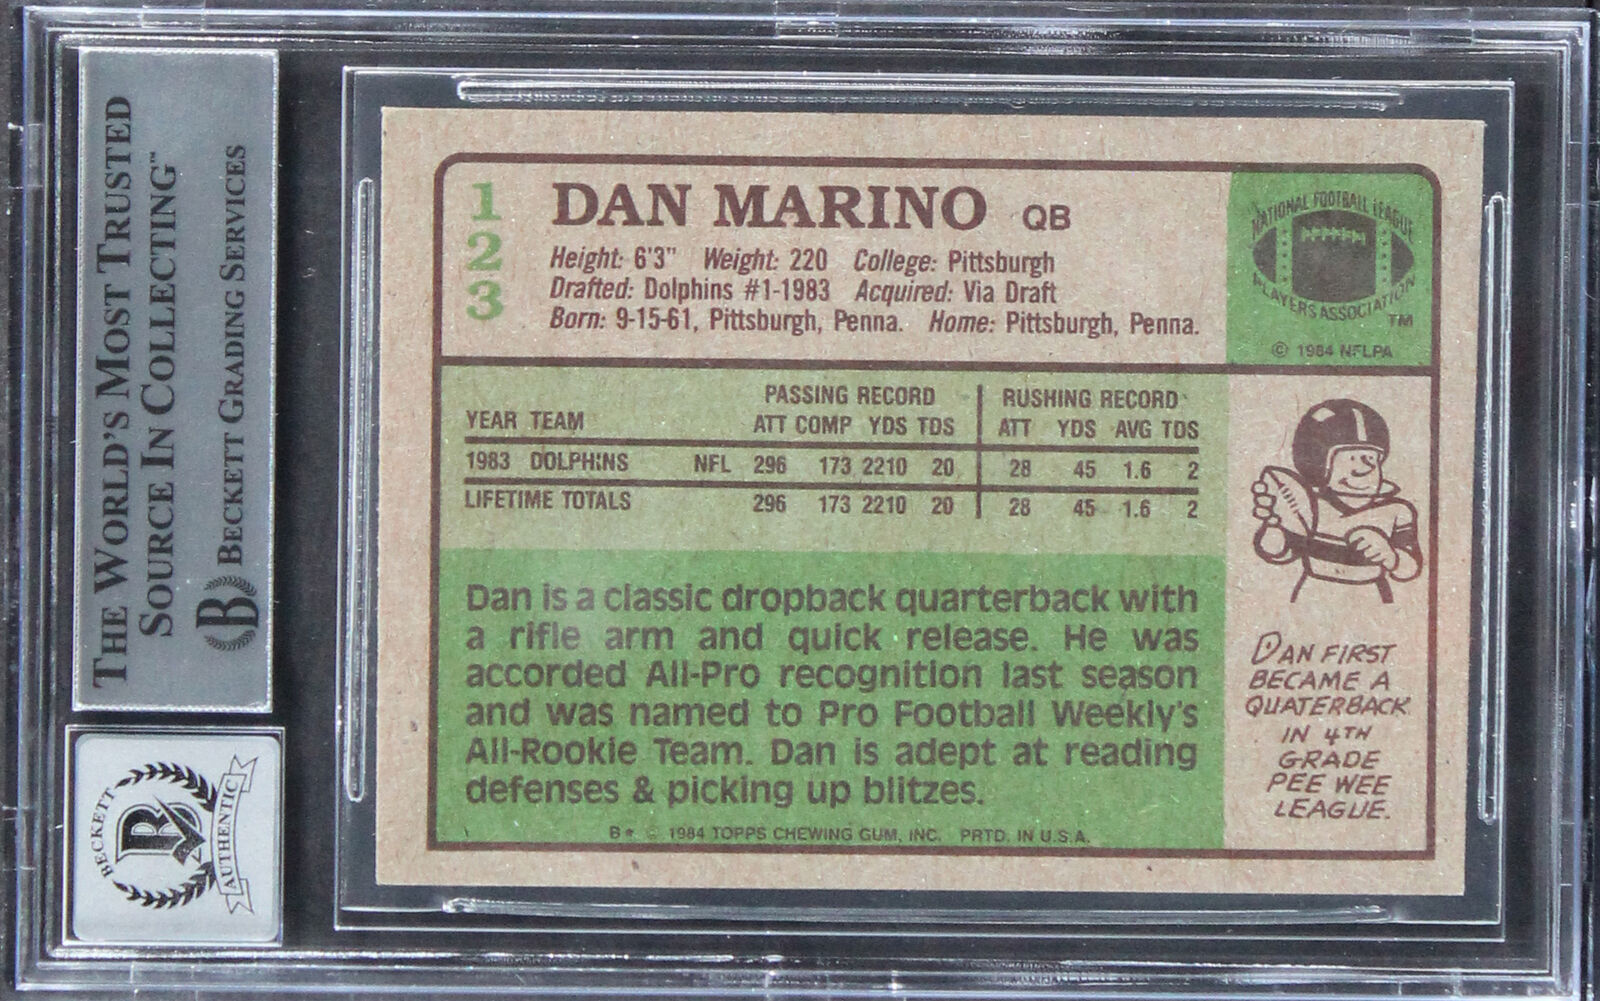 THE WORLD'S MOST TRUSTED
SOURCE IN COLLECTING™
B BECKETT GRADING SERVICES
BECKETT
B
AUTHENTIC
1
2
3
DAN MARINO QB
Height: 6'3" Weight: 220 College: Pittsburgh
Drafted: Dolphins #1-1983 Acquired: Via Draft
Born: 9-15-61, Pittsburgh, Penna. Home: Pittsburgh, Penna.
NATIONAL FOOTBALL LEAGUE
PLAYERS ASSOCIATION
TM
© 1984 NFLPA
PASSING RECORD RUSHING RECORD
YEAR TEAM ATT COMP YDS TDS ATT YDS AVG TDS
1983 DOLPHINS NFL 296 173 2210 20 28 45 1.6 2
LIFETIME TOTALS 296 173 2210 20 28 45 1.6 2
Dan is a classic dropback quarterback with
a rifle arm and quick release. He was
accorded All-Pro recognition last season
and was named to Pro Football Weekly's
All-Rookie Team. Dan is adept at reading
defenses & picking up blitzes.
B* © 1984 TOPPS CHEWING GUM, INC. PRTD. IN U.S.A.
DAN FIRST
BECAME A
QUATERBACK
IN 4TH
GRADE
PEE WEE
LEAGUE.